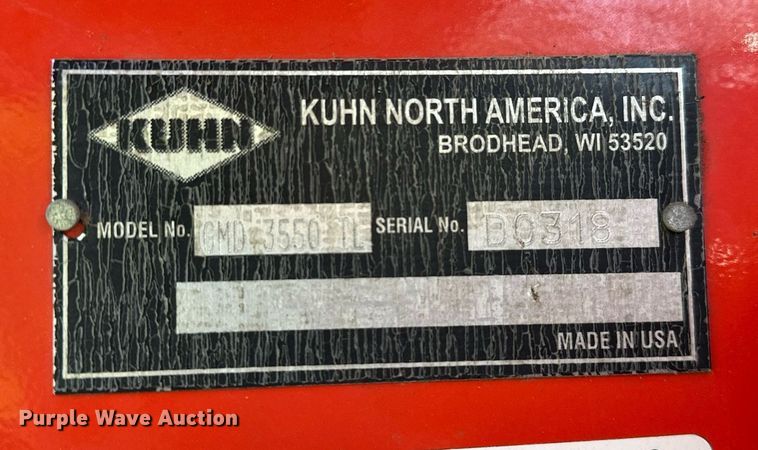 KUHN
KUHN NORTH AMERICA, INC.
BRODHEAD, WI 53520
MODEL No. GMD 3550 TL SERIAL No. B0318
MADE IN USA
Purple Wave Auction